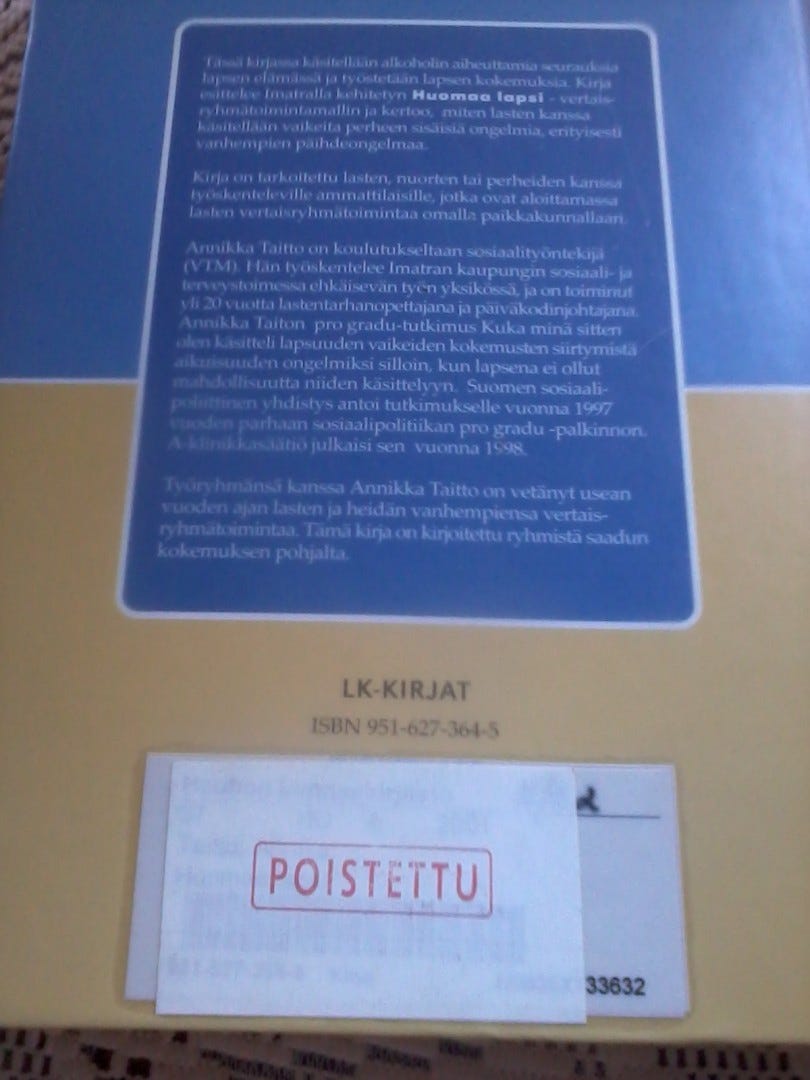 Tässä kirjassa käsitellään alkoholin aiheuttamia seurauksia
lapsen elämässä ja työstetään lapsen kokemuksia. Kirja
esittelee Imatralla kehitetyn Huomaa lapsi - vertais-
ryhmätoimintamallin ja kertoo, miten lasten kanssa
käsitellään vaikeita perheen sisäisiä ongelmia, erityisesti
vanhempien päihdeongelmaa.
Kirja on tarkoitettu lasten, nuorten tai perheiden kanssa
työskenteleville ammattilaisille, jotka ovat aloittamassa
lasten vertaisryhmätoimintaa omalla paikkakunnallaan.
Annikka Taitto on koulutukseltaan sosiaalityöntekijä
(VTM). Hän työskentelee Imatran kaupungin sosiaali- ja
terveystoimessa ehkäisevän työn yksikössä, ja on toiminut
yli 20 vuotta lastentarhanopettajana ja päiväkodinjohtajana.
Annikka Taiton pro gradu-tutkimus Kuka minä sitten
olen käsitteli lapsuuden vaikeiden kokemusten siirtymistä
aikuisuuden ongelmiksi silloin, kun lapsena ei ollut
mahdollisuutta niiden käsittelyyn. Suomen sosiaali-
poliittinen yhdistys antoi tutkimukselle vuonna 1997
vuoden parhaan sosiaalipolitiikan pro gradu -palkinnon.
A-klinikkasäätiö julkaisi sen vuonna 1998.
Työryhmänsä kanssa Annikka Taitto on vetänyt usean
vuoden ajan lasten ja heidän vanhempiensa vertais-
ryhmätoimintaa. Tämä kirja on kirjoitettu ryhmistä saadun
kokemuksen pohjalta.
LK-KIRJAT
ISBN 951-627-364-5
POISTETTU
33632